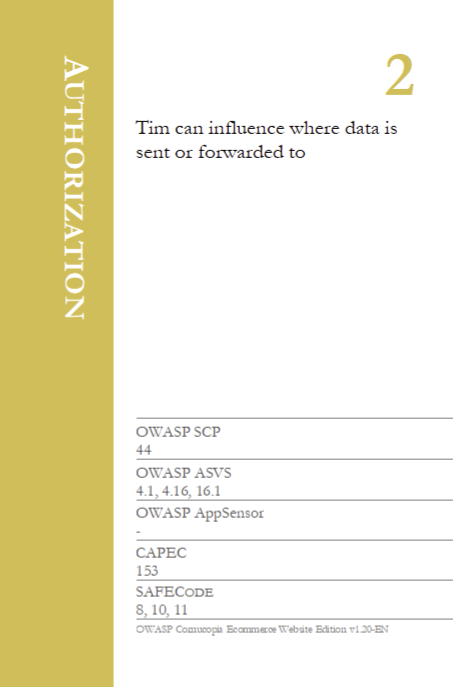 AUTHORIZATION
2
Tim can influence where data is
sent or forwarded to
OWASP SCP
44
OWASP ASVS
4.1, 4.16, 16.1
OWASP AppSensor
-
CAPEC
153
SAFECODE
8, 10, 11
OWASP Cornucopia Ecommerce Website Edition v1.20-EN